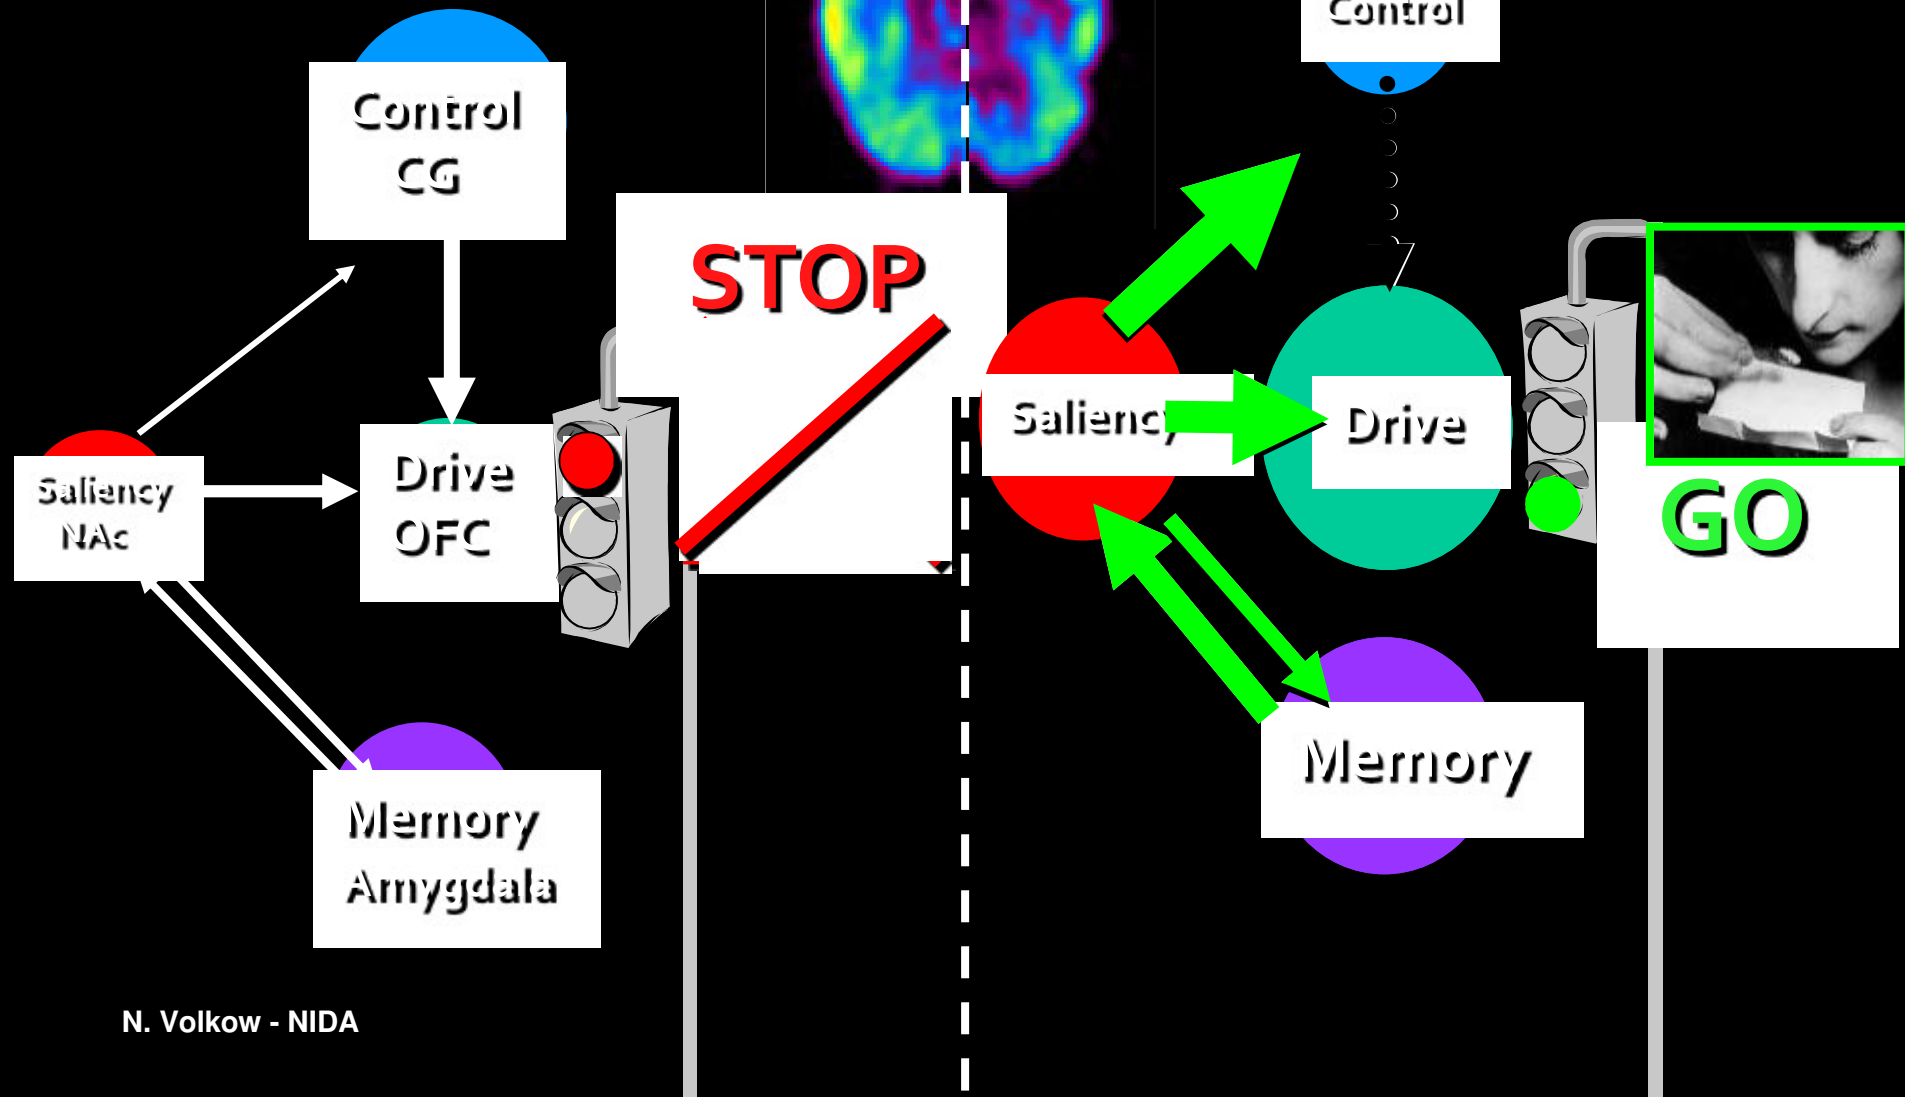 Control
CG
Saliency
NAc
Drive
OFC
Memory
Amygdala
N. Volkow - NIDA
STOP
Control
Saliency
Drive
Memory
GO